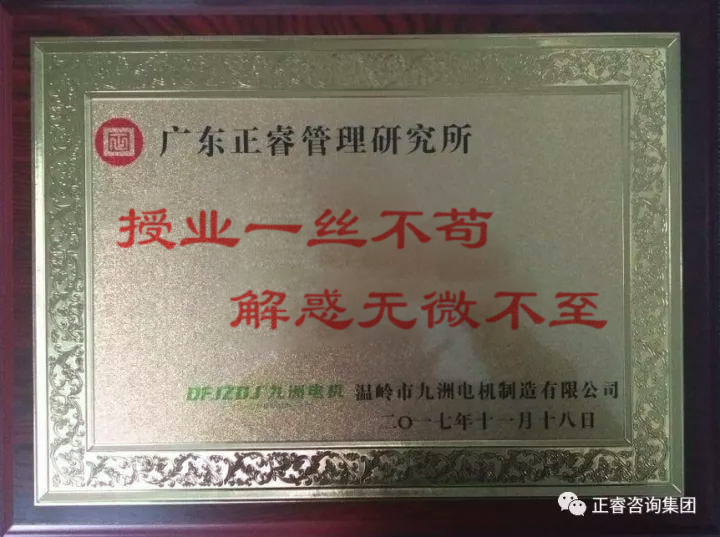 广东正睿管理研究所
授业一丝不苟
解惑无微不至
DFJZDJ 九洲电机 温岭市九洲电机制造有限公司
二〇一七年十一月十八日
正睿咨询集团